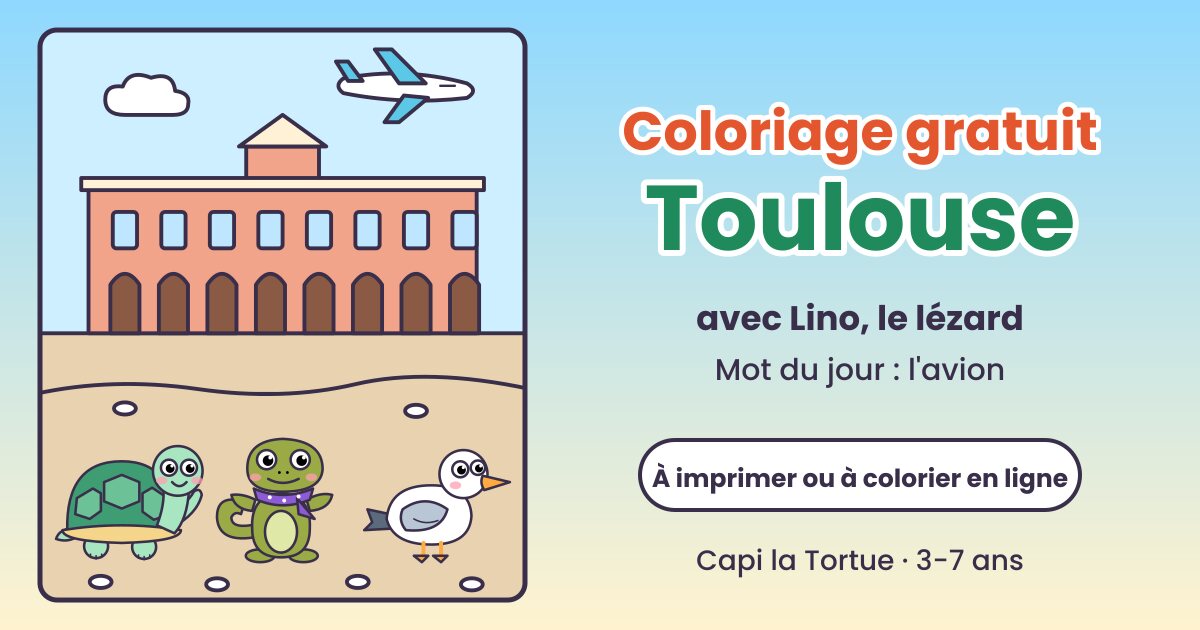 Coloriage gratuit
Toulouse
avec Lino, le lézard
Mot du jour : l'avion
À imprimer ou à colorier en ligne
Capi la Tortue · 3-7 ans